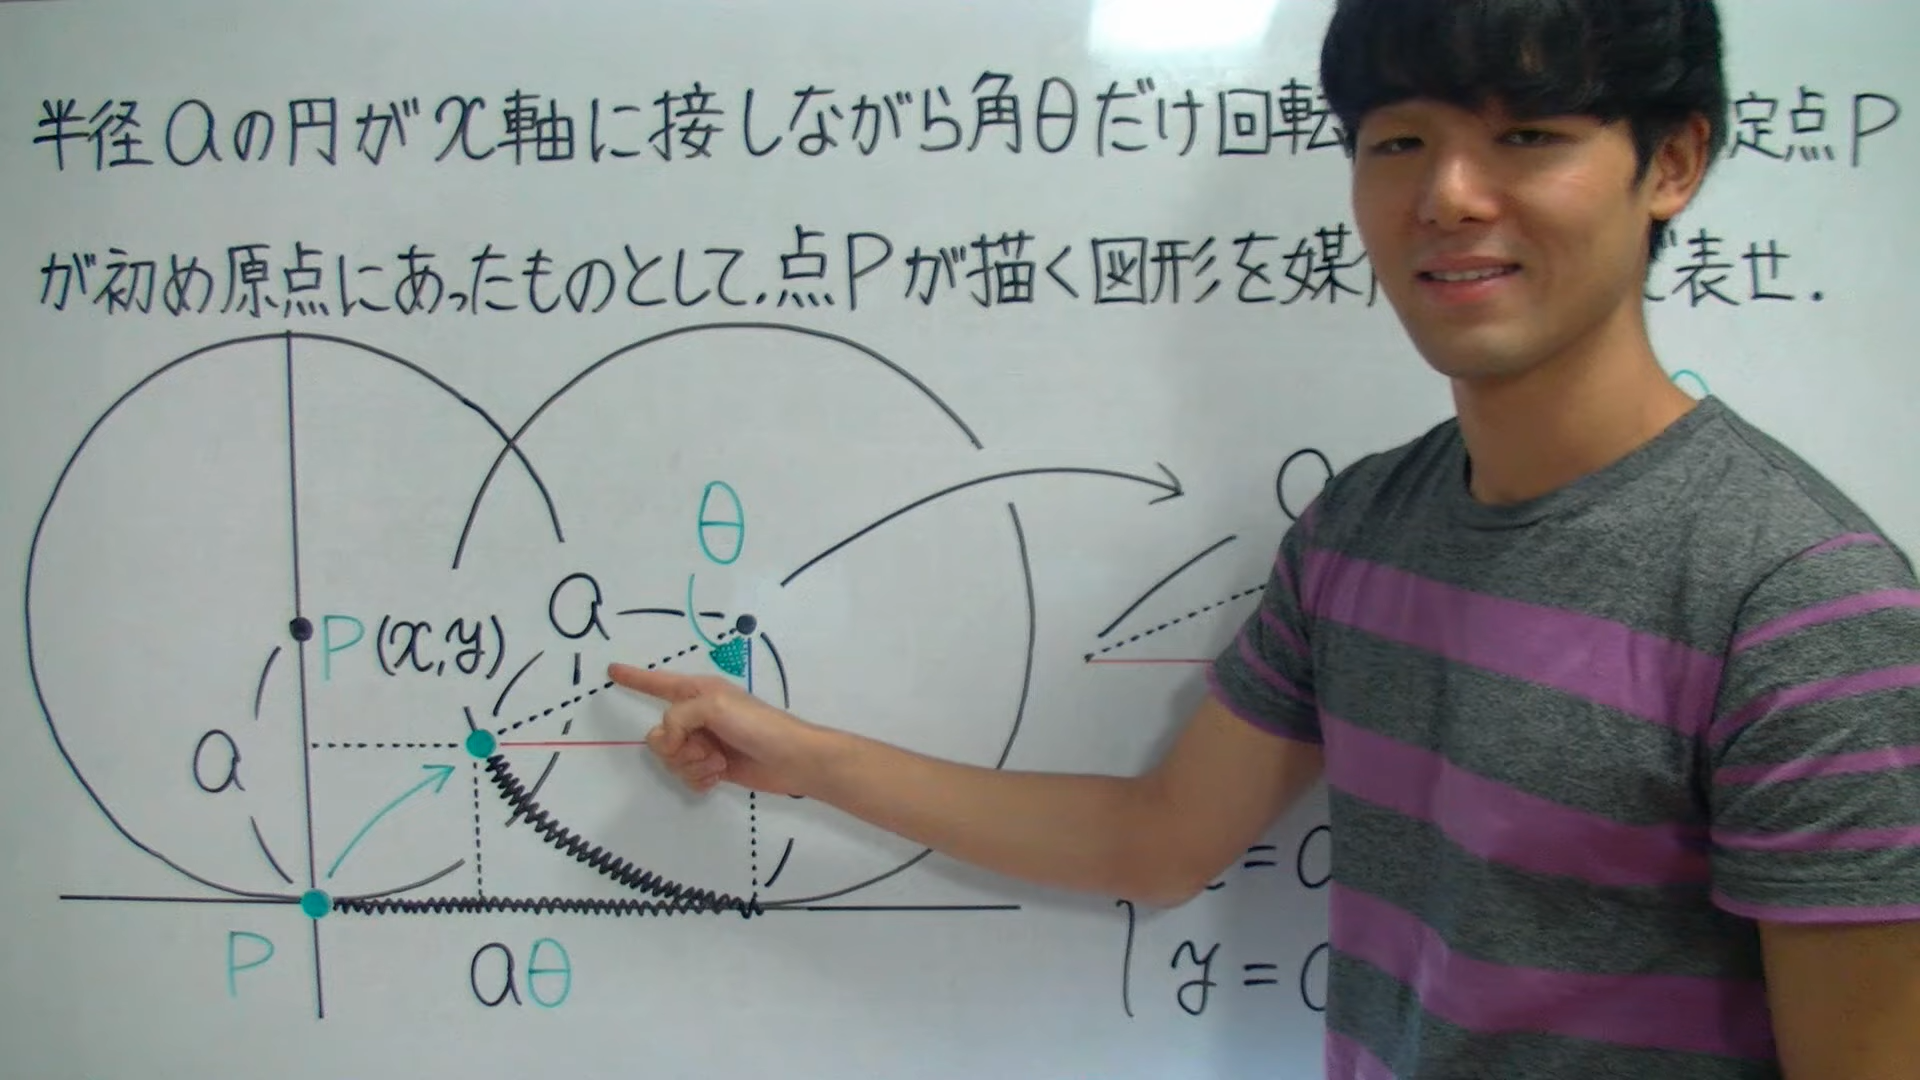 半径aの円がx軸に接しながら角θだけ回転 定点P
が初め原点にあったものとして.点Pが描く図形を媒 表せ.
θ
a
a
P(x,y)
a
= a
P
aθ
y = a